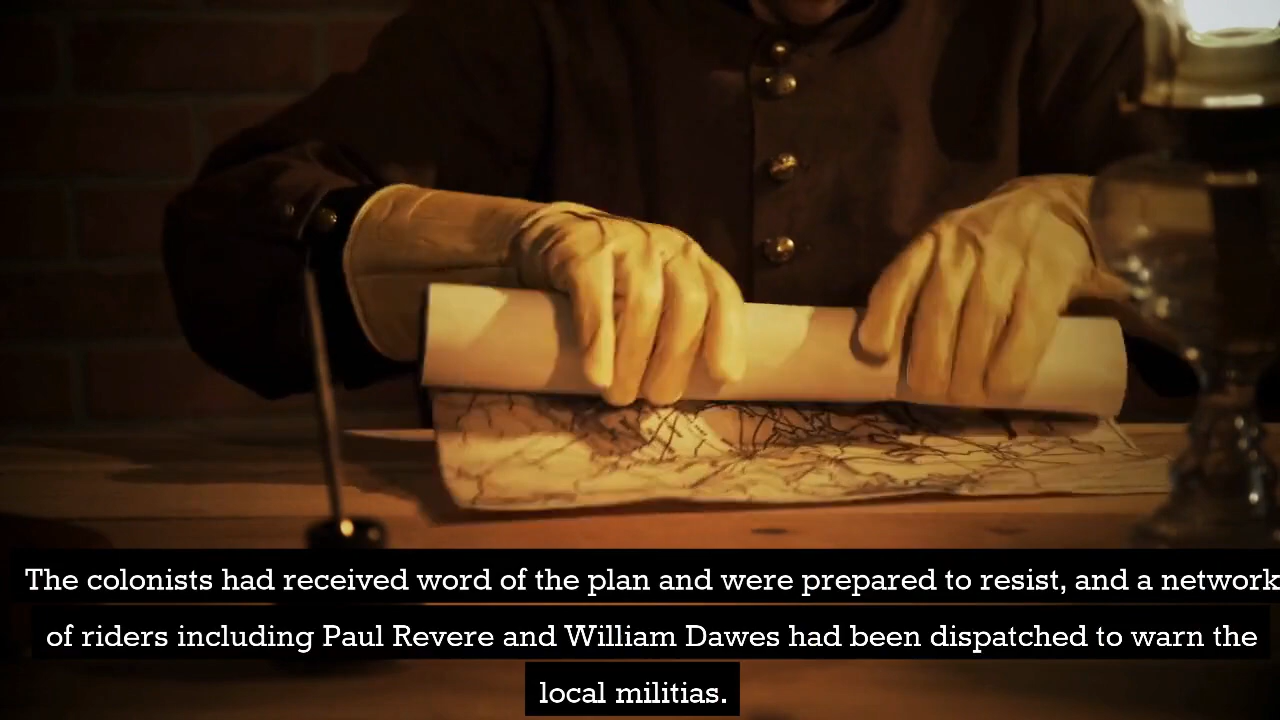 The colonists had received word of the plan and were prepared to resist, and a network
of riders including Paul Revere and William Dawes had been dispatched to warn the
local militias.